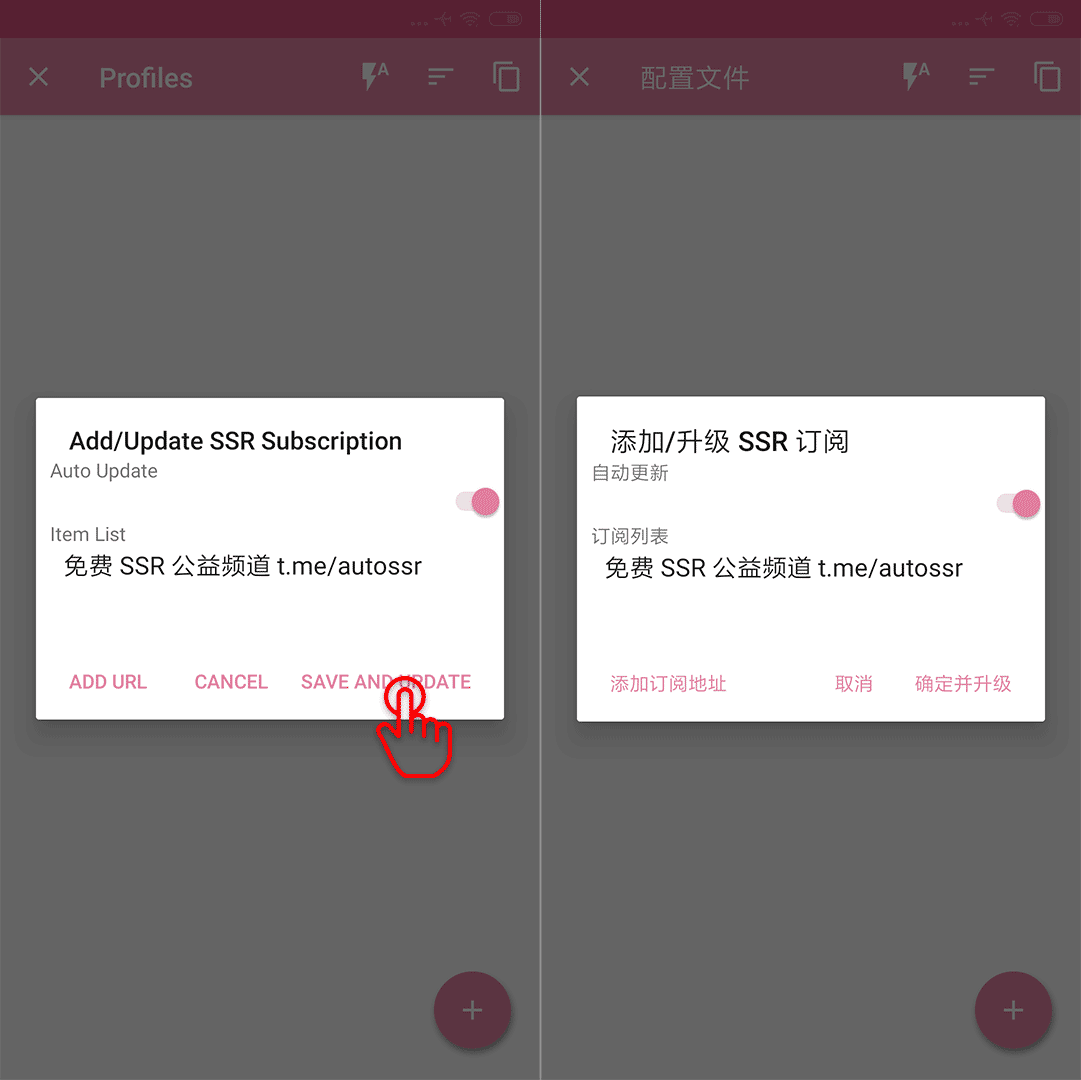 Profiles
Add/Update SSR Subscription
Auto Update
Item List
免费 SSR 公益频道 t.me/autossr
ADD URL CANCEL SAVE AND UPDATE
配置文件
添加/升级 SSR 订阅
自动更新
订阅列表
免费 SSR 公益频道 t.me/autossr
添加订阅地址 取消 确定并升级